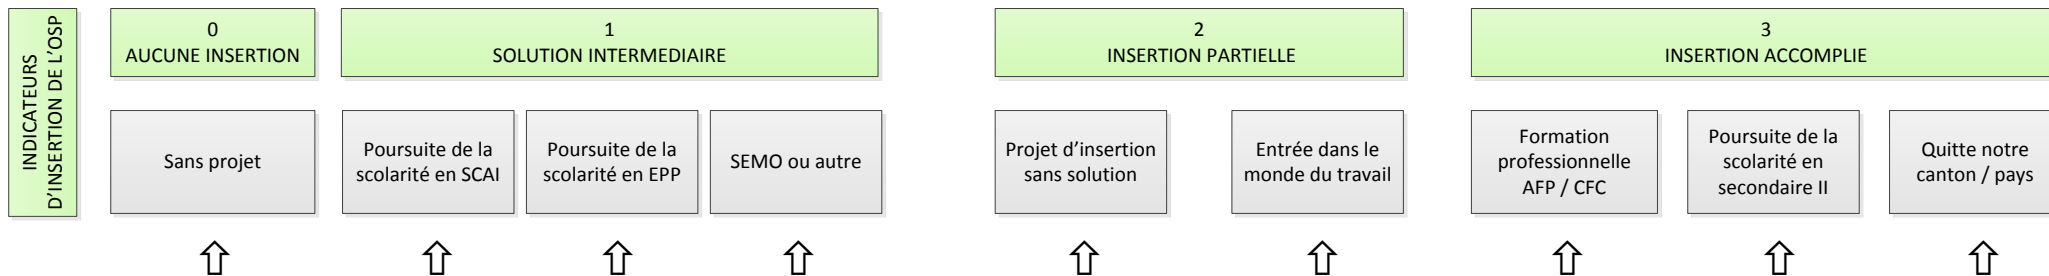 INDICATEURS
D'INSERTION DE L'OSP
0
AUCUNE INSERTION
1
SOLUTION INTERMEDIAIRE
2
INSERTION PARTIELLE
3
INSERTION ACCOMPLIE
Sans projet
Poursuite de la
scolarité en SCAI
Poursuite de la
scolarité en EPP
SEMO ou autre
Projet d'insertion
sans solution
Entrée dans le
monde du travail
Formation
professionnelle
AFP / CFC
Poursuite de la
scolarité en
secondaire II
Quitte notre
canton / pays